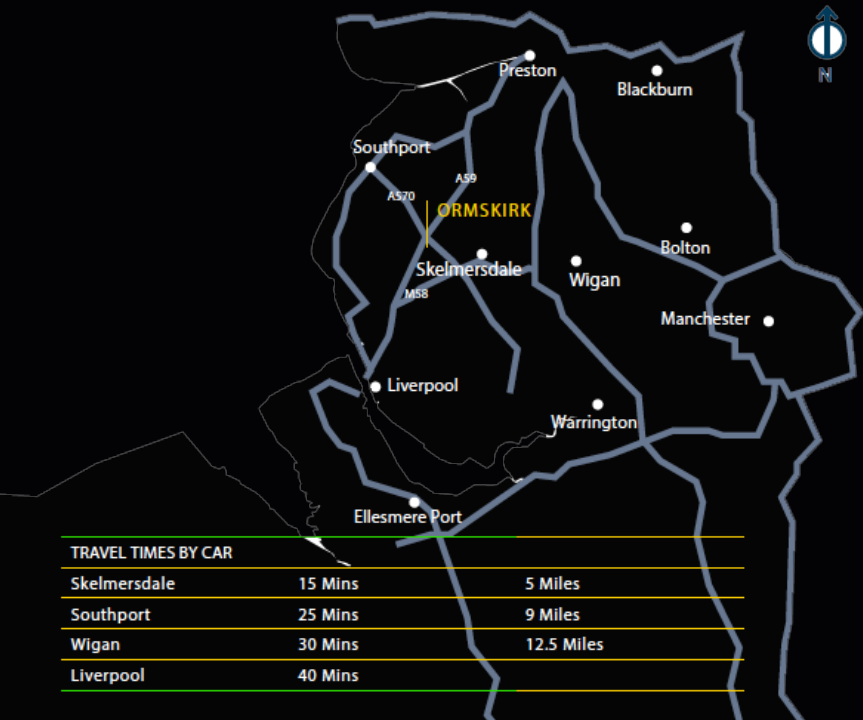 N
Preston
Blackburn
Southport
A59
A570
ORMSKIRK
Bolton
Skelmersdale
Wigan
M58
Manchester
Liverpool
Warrington
Ellesmere Port
TRAVEL TIMES BY CAR
Skelmersdale 15 Mins 5 Miles
Southport 25 Mins 9 Miles
Wigan 30 Mins 12.5 Miles
Liverpool 40 Mins